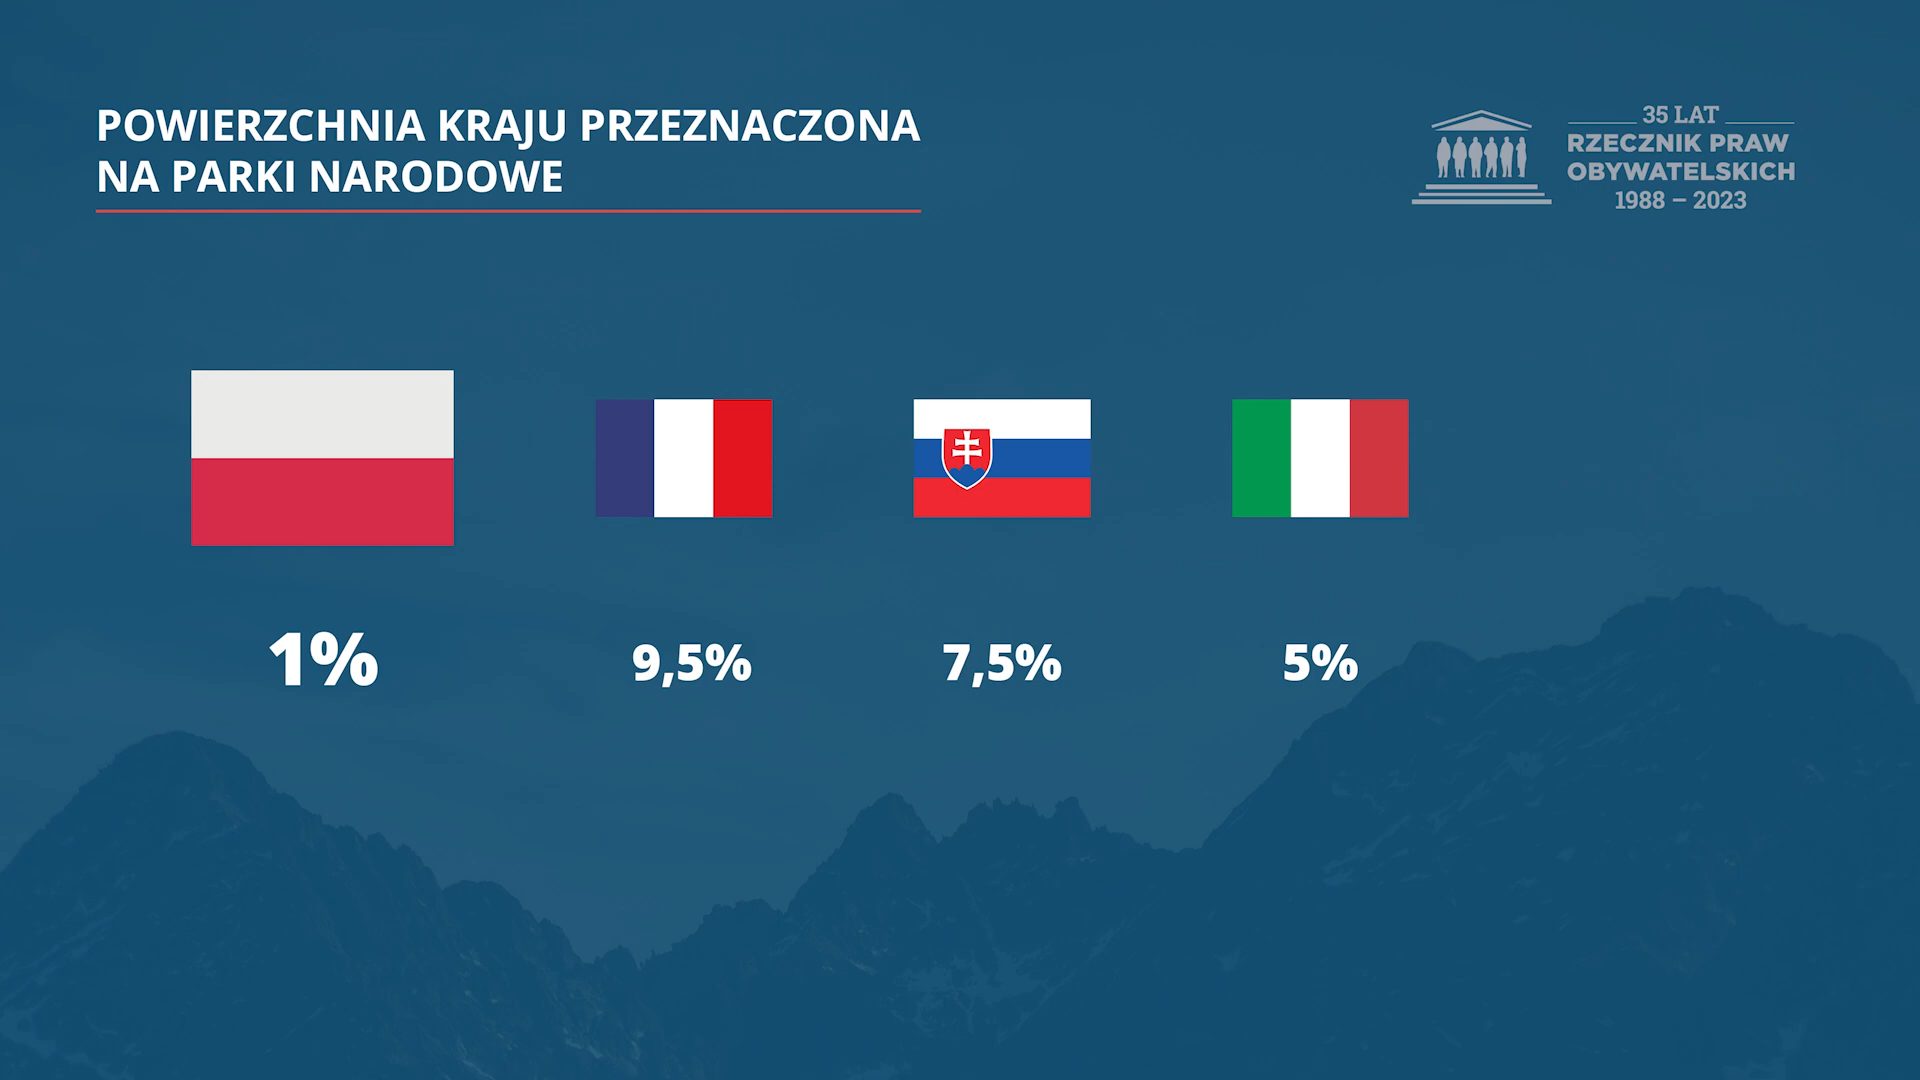 POWIERZCHNIA KRAJU PRZEZNACZONA
NA PARKI NARODOWE
35 LAT
RZECZNIK PRAW
OBYWATELSKICH
1988 – 2023
1%
9,5%
7,5%
5%